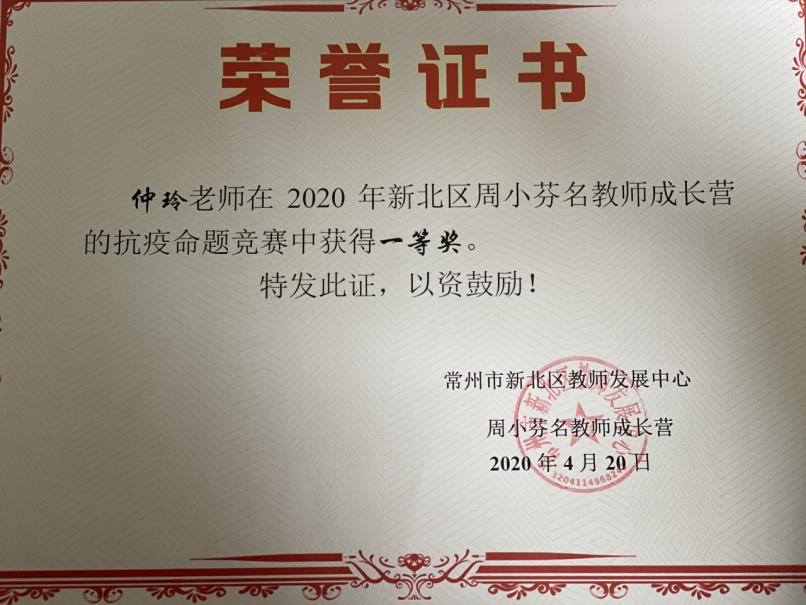 荣誉证书
仲玲老师在 2020 年新北区周小芬名教师成长营
的抗疫命题竞赛中获得一等奖。
特发此证，以资鼓励！
常州市新北区教师发展中心
周小芬名教师成长营
2020 年 4 月 20 日